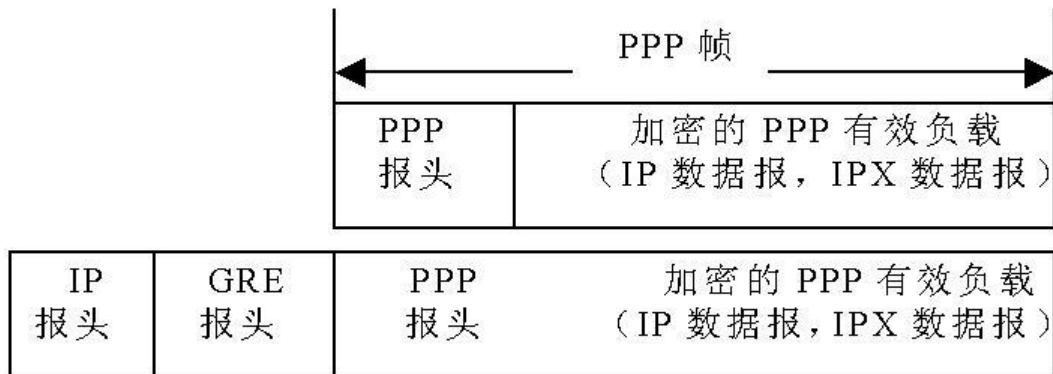 PPP 帧
PPP 报头
加密的 PPP 有效负载
（IP 数据报，IPX 数据报）
IP 报头
GRE 报头
PPP 报头
加密的 PPP 有效负载
（IP 数据报，IPX 数据报）